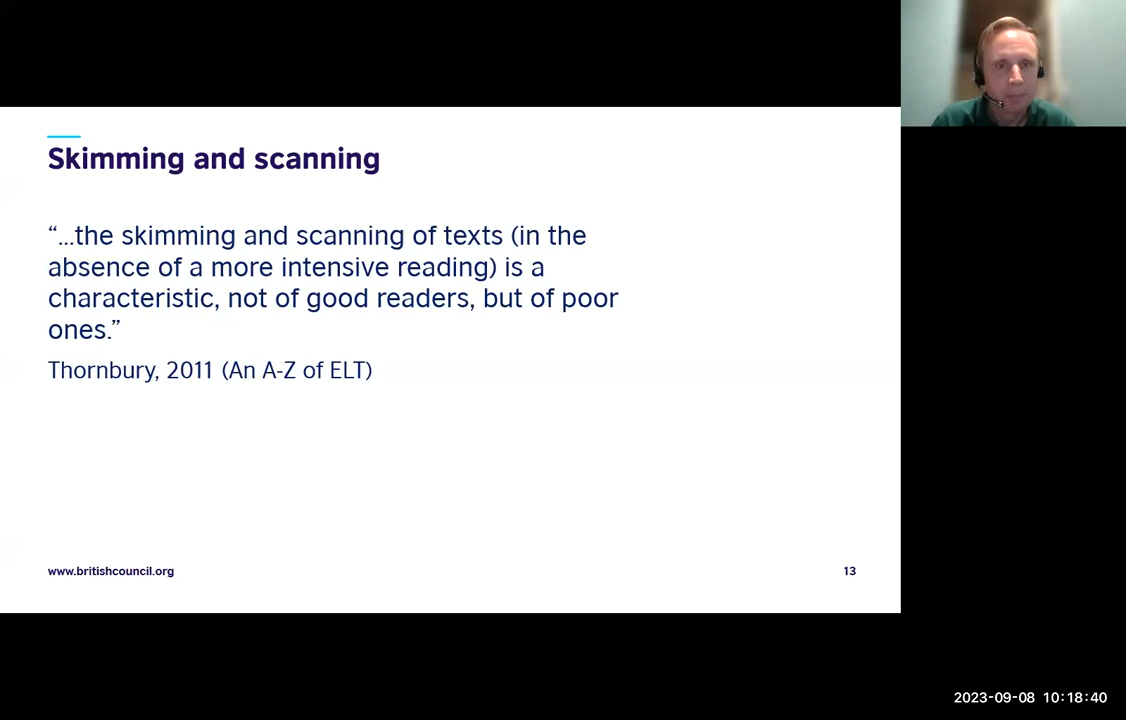 Skimming and scanning
“...the skimming and scanning of texts (in the
absence of a more intensive reading) is a
characteristic, not of good readers, but of poor
ones.”
Thornbury, 2011 (An A-Z of ELT)
www.britishcouncil.org
13
2023-09-08 10:18:40